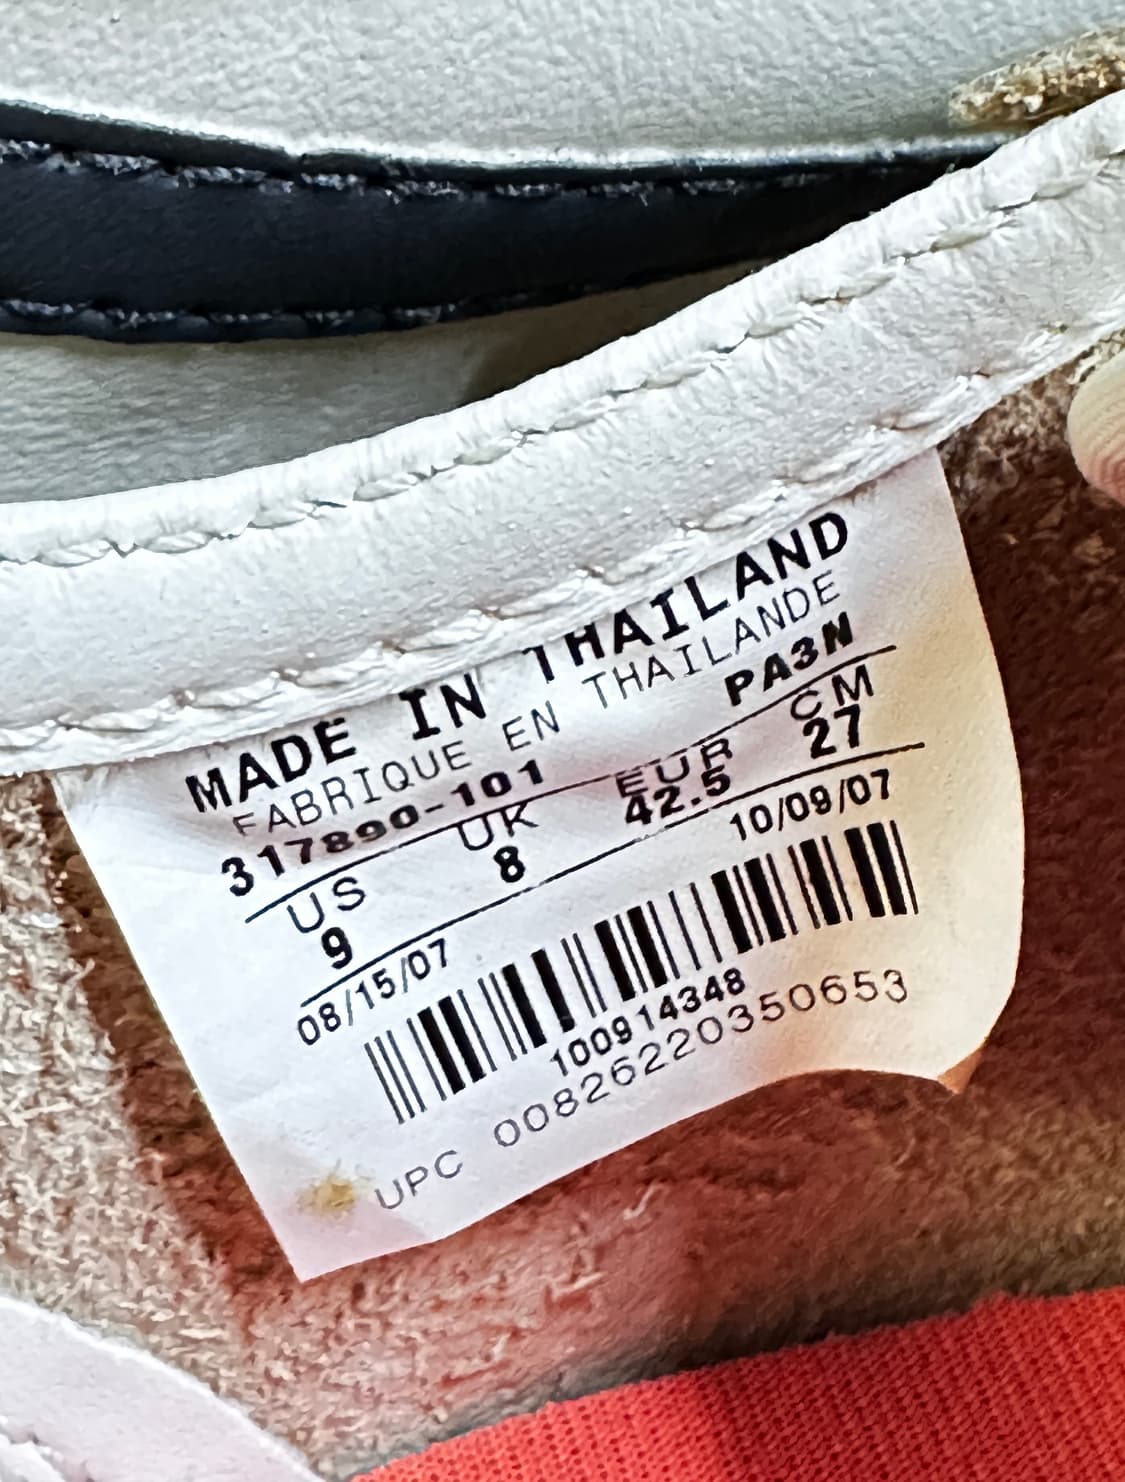 MADE IN THAILAND
FABRIQUE EN THAILANDE
317890-101 PA3N
US UK EUR CM
9 8 42.5 27
08/15/07 10/09/07
100914348
UPC 00826220350653